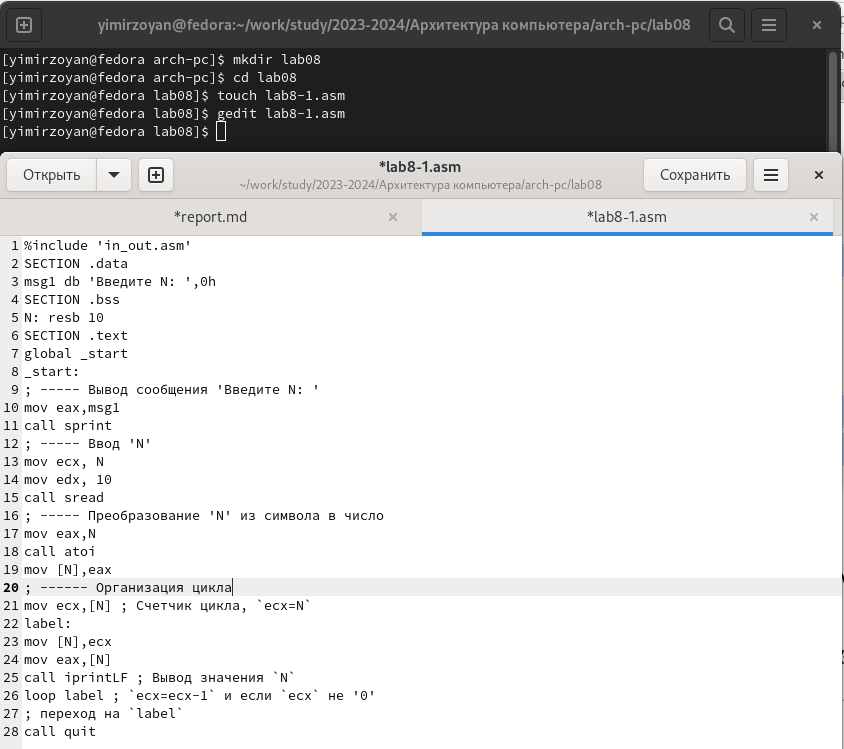 yimirzoyan@fedora:~/work/study/2023-2024/Архитектура компьютера/arch-pc/lab08
[yimirzoyan@fedora arch-pc]$ mkdir lab08
[yimirzoyan@fedora arch-pc]$ cd lab08
[yimirzoyan@fedora lab08]$ touch lab8-1.asm
[yimirzoyan@fedora lab08]$ gedit lab8-1.asm
[yimirzoyan@fedora lab08]$
Открыть
*lab8-1.asm
~/work/study/2023-2024/Архитектура компьютера/arch-pc/lab08
Сохранить
*report.md
*lab8-1.asm
1 %include 'in_out.asm'
2 SECTION .data
3 msg1 db 'Введите N: ',0h
4 SECTION .bss
5 N: resb 10
6 SECTION .text
7 global _start
8 _start:
9 ; ----- Вывод сообщения 'Введите N: '
10 mov eax,msg1
11 call sprint
12 ; ----- Ввод 'N'
13 mov ecx, N
14 mov edx, 10
15 call sread
16 ; ----- Преобразование 'N' из символа в число
17 mov eax,N
18 call atoi
19 mov [N],eax
20 ; ------ Организация цикла
21 mov ecx,[N] ; Счетчик цикла, `ecx=N`
22 label:
23 mov [N],ecx
24 mov eax,[N]
25 call iprintLF ; Вывод значения `N`
26 loop label ; `ecx=ecx-1` и если `ecx` не '0'
27 ; переход на `label`
28 call quit